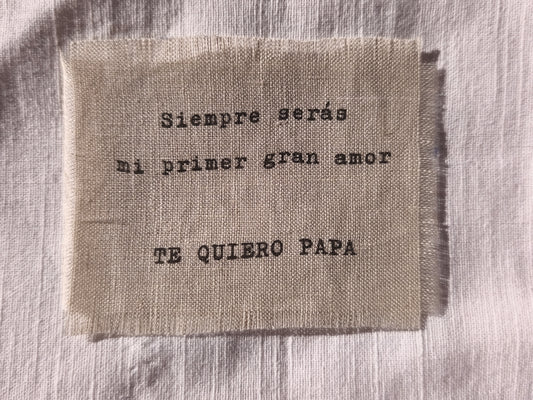 Siempre serás
mi primer gran amor
TE QUIERO PAPA